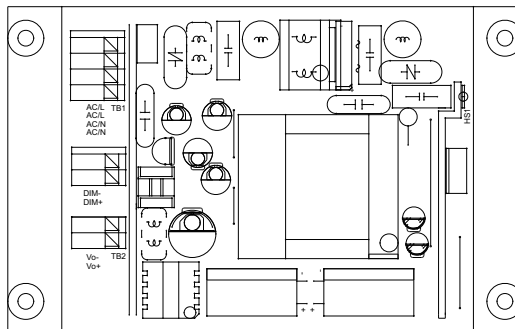 AC/L TB1
AC/L
AC/N
AC/N
HS1
DIM-
DIM+
Vo- TB2
Vo+
- -
+ +